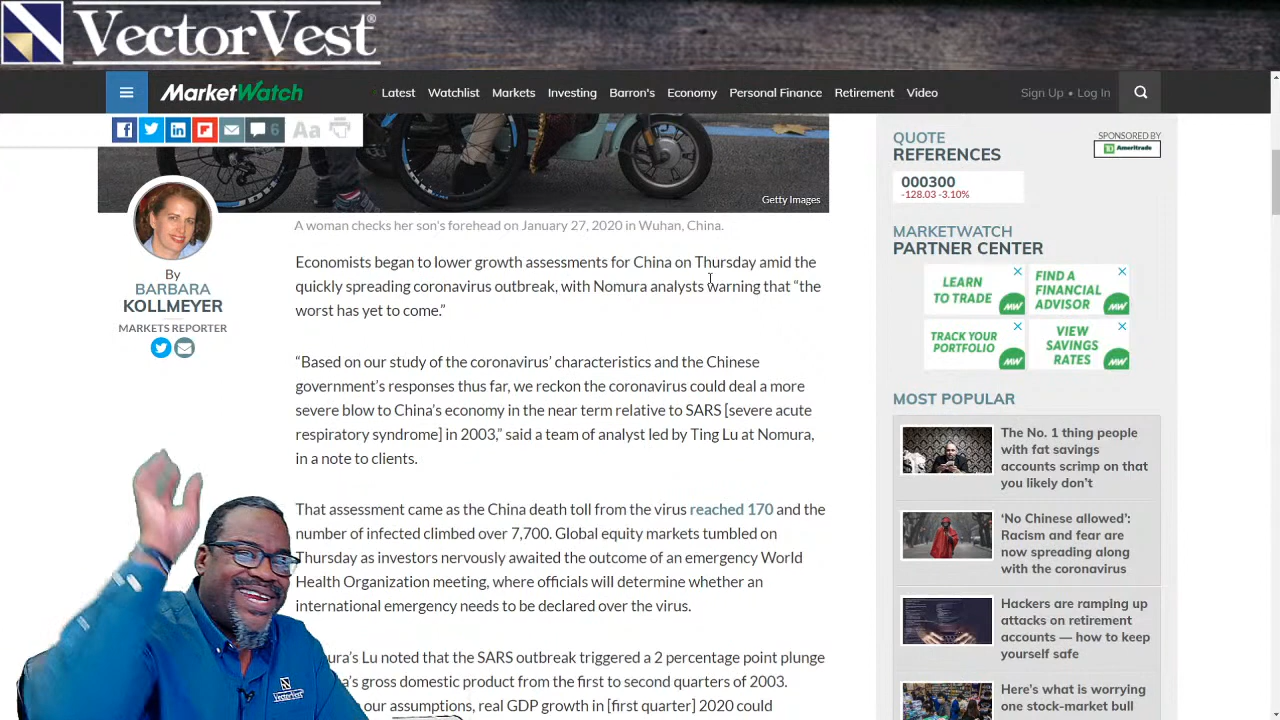 VectorVest®
MarketWatch
Latest Watchlist Markets Investing Barron's Economy Personal Finance Retirement Video
Sign Up • Log In
6 Aa
Getty Images
A woman checks her son's forehead on January 27, 2020 in Wuhan, China.
By
BARBARA
KOLLMEYER
MARKETS REPORTER
Economists began to lower growth assessments for China on Thursday amid the
quickly spreading coronavirus outbreak, with Nomura analysts warning that “the
worst has yet to come.”
“Based on our study of the coronavirus’ characteristics and the Chinese
government’s responses thus far, we reckon the coronavirus could deal a more
severe blow to China’s economy in the near term relative to SARS [severe acute
respiratory syndrome] in 2003,” said a team of analyst led by Ting Lu at Nomura,
in a note to clients.
That assessment came as the China death toll from the virus reached 170 and the
number of infected climbed over 7,700. Global equity markets tumbled on
Thursday as investors nervously awaited the outcome of an emergency World
Health Organization meeting, where officials will determine whether an
international emergency needs to be declared over the virus.
ura’s Lu noted that the SARS outbreak triggered a 2 percentage point plunge
a’s gross domestic product from the first to second quarters of 2003.
our assumptions, real GDP growth in [first quarter] 2020 could
VectorVest
QUOTE
REFERENCES
SPONSORED BY
Ameritrade
000300
-128.03 -3.10%
MARKETWATCH
PARTNER CENTER
LEARN
TO TRADE
MW
FIND A
FINANCIAL
ADVISOR
MW
TRACK YOUR
PORTFOLIO
MW
VIEW
SAVINGS
RATES
MW
MOST POPULAR
The No. 1 thing people
with fat savings
accounts scrimp on that
you likely don’t
‘No Chinese allowed’:
Racism and fear are
now spreading along
with the coronavirus
Hackers are ramping up
attacks on retirement
accounts — how to keep
yourself safe
Here’s what is worrying
one stock-market bull